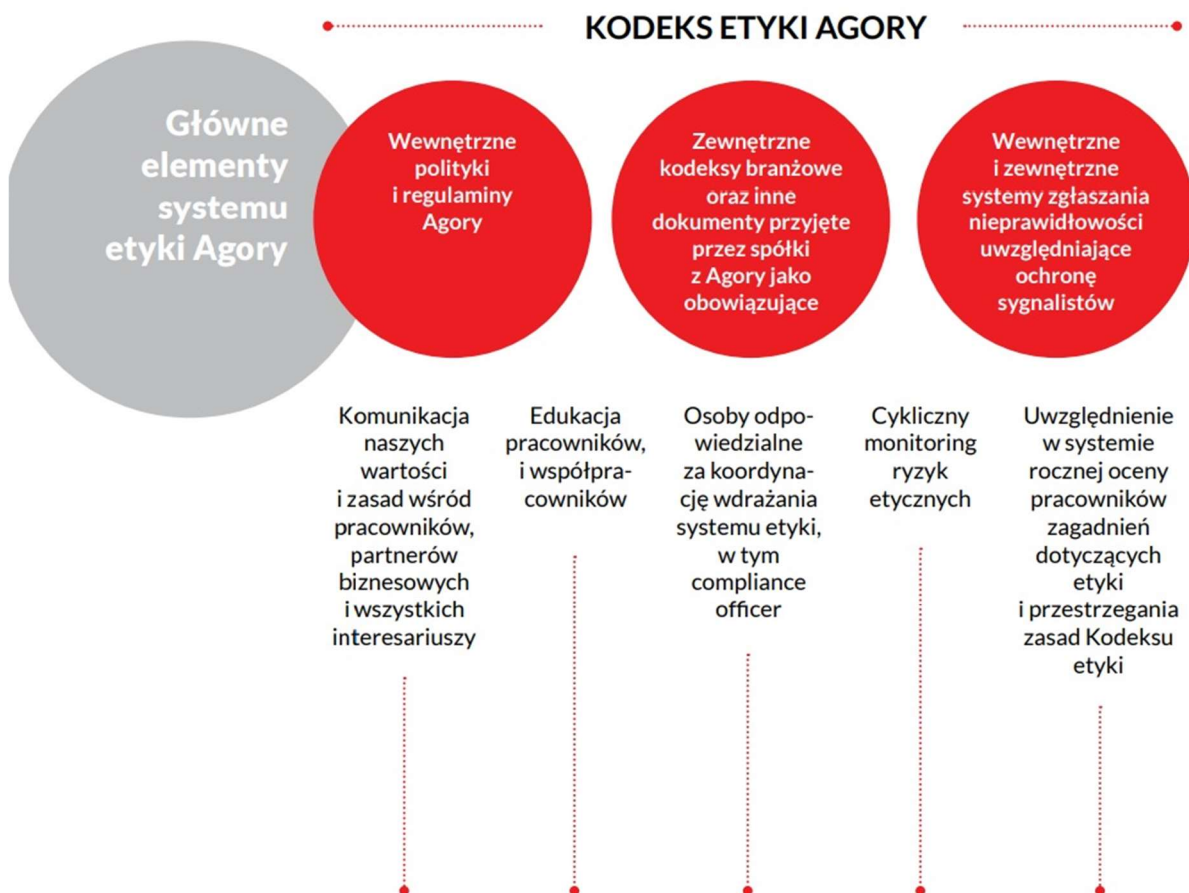 KODEKS ETYKI AGORY
Główne
elementy
systemu
etyki Agory
Wewnętrzne
polityki
i regulaminy
Agory
Zewnętrzne
kodeksy branżowe
oraz inne
dokumenty przyjęte
przez spółki
z Agory jako
obowiązujące
Wewnętrzne
i zewnętrzne
systemy zgłaszania
nieprawidłowości
uwzględniające
ochronę
sygnalistów
Komunikacja
naszych
wartości
i zasad wśród
pracowników,
partnerów
biznesowych
i wszystkich
interesariuszy
Edukacja
pracowników,
i współpra-
cowników
Osoby odpo-
wiedzialne
za koordyna-
cję wdrażania
systemu etyki,
w tym
compliance
officer
Cykliczny
monitoring
ryzyk
etycznych
Uwzględnienie
w systemie
rocznej oceny
pracowników
zagadnień
dotyczących
etyki
i przestrzegania
zasad Kodeksu
etyki